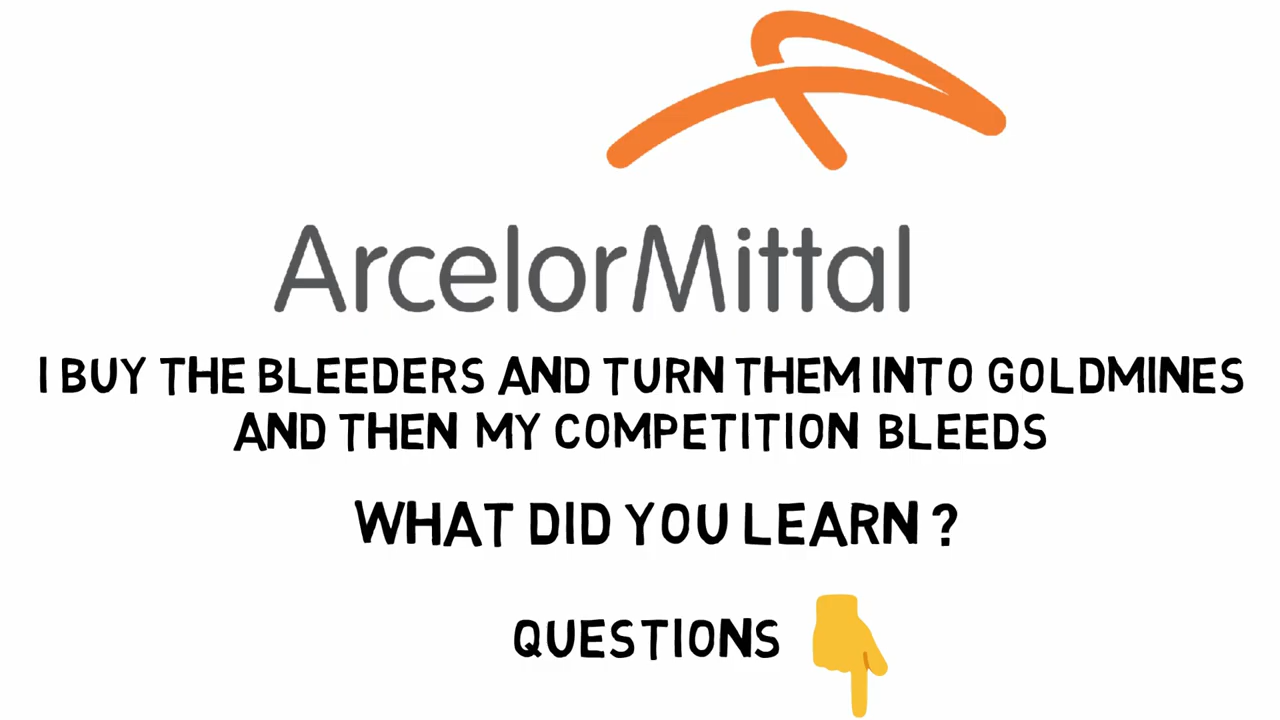 ArcelorMittal
I BUY THE BLEEDERS AND TURN THEM INTO GOLDMINES
AND THEN MY COMPETITION BLEEDS
WHAT DID YOU LEARN ?
QUESTIONS